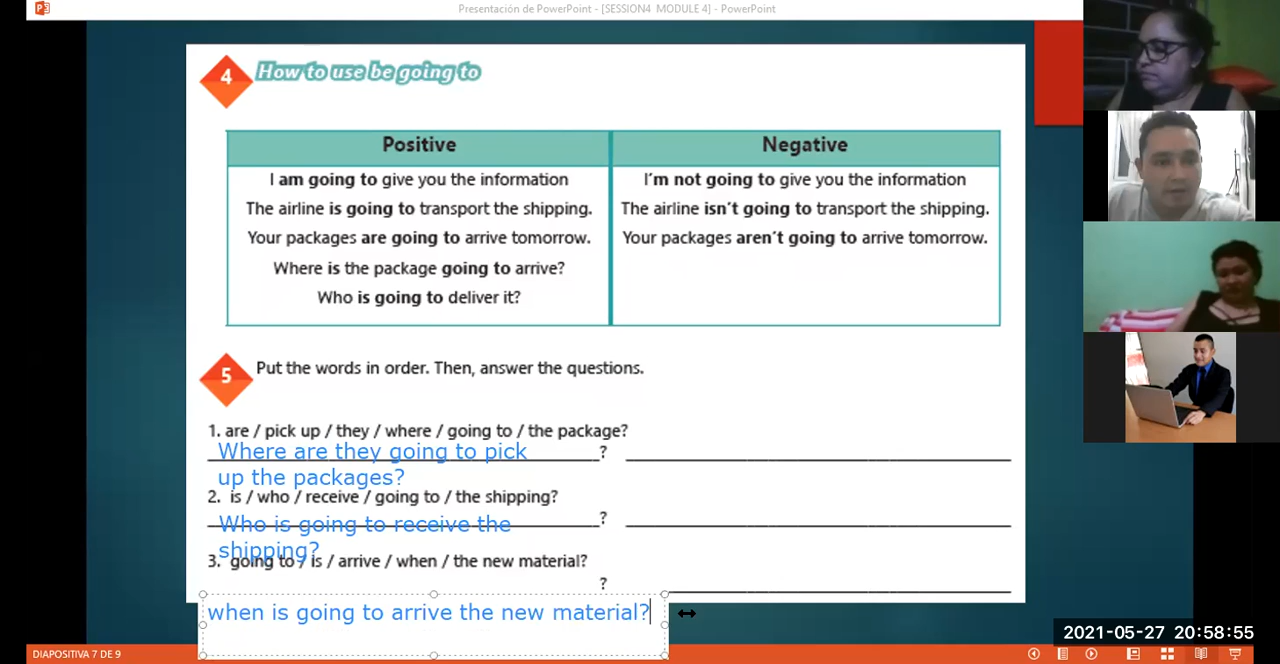 Presentación de PowerPoint - [SESSION4 MODULE 4] - PowerPoint
4
How to use be going to
Positive
Negative
I am going to give you the information
I'm not going to give you the information
The airline is going to transport the shipping.
The airline isn't going to transport the shipping.
Your packages are going to arrive tomorrow.
Your packages aren't going to arrive tomorrow.
Where is the package going to arrive?
Who is going to deliver it?
5
Put the words in order. Then, answer the questions.
1. are / pick up / they / where / going to / the package?
Where are they going to pick
?
up the packages?
2. is / who / receive / going to / the shipping?
Who is going to receive the
?
shipping?
3. going to / is / arrive / when / the new material?
?
when is going to arrive the new material?
2021-05-27 20:58:55
DIAPOSITIVA 7 DE 9